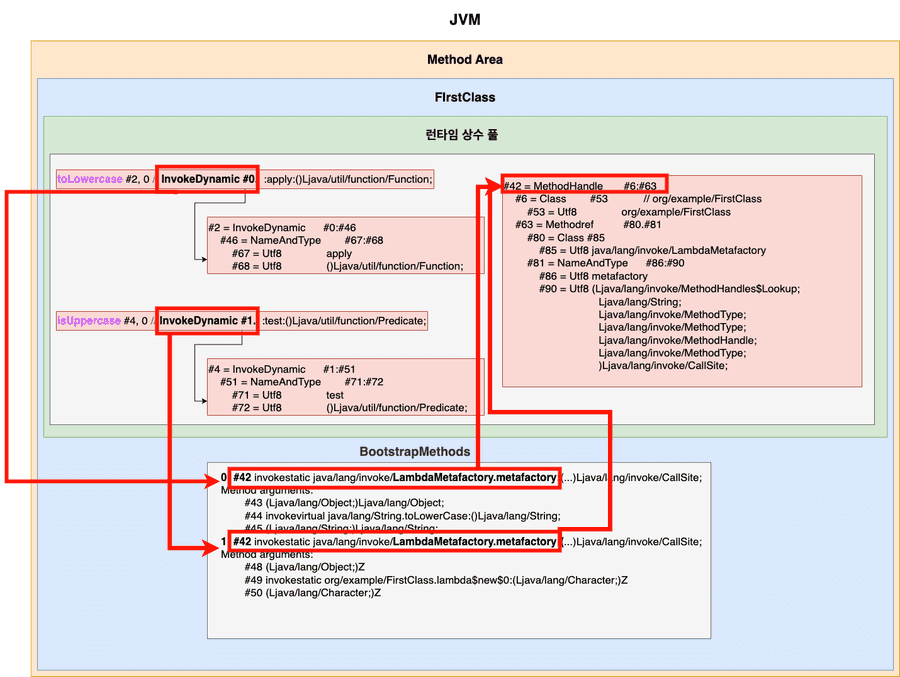 JVM
Method Area
FIrstClass
런타임 상수 풀
toLowercase #2, 0 // InvokeDynamic #0. :apply:()Ljava/util/function/Function;
#2 = InvokeDynamic #0:#46
#46 = NameAndType #67:#68
#67 = Utf8 apply
#68 = Utf8 ()Ljava/util/function/Function;
isUppercase #4, 0 // InvokeDynamic #1. :test:()Ljava/util/function/Predicate;
#4 = InvokeDynamic #1:#51
#51 = NameAndType #71:#72
#71 = Utf8 test
#72 = Utf8 ()Ljava/util/function/Predicate;
#42 = MethodHandle #6:#63
#6 = Class #53 // org/example/FirstClass
#53 = Utf8 org/example/FirstClass
#63 = Methodref #80.#81
#80 = Class #85
#85 = Utf8 java/lang/invoke/LambdaMetafactory
#81 = NameAndType #86:#90
#86 = Utf8 metafactory
#90 = Utf8 (Ljava/lang/invoke/MethodHandles$Lookup;
Ljava/lang/String;
Ljava/lang/invoke/MethodType;
Ljava/lang/invoke/MethodType;
Ljava/lang/invoke/MethodHandle;
Ljava/lang/invoke/MethodType;
)Ljava/lang/invoke/CallSite;
BootstrapMethods
0 #42 invokestatic java/lang/invoke/LambdaMetafactory.metafactory (...)Ljava/lang/invoke/CallSite;
Method arguments:
#43 (Ljava/lang/Object;)Ljava/lang/Object;
#44 invokevirtual java/lang/String.toLowerCase:()Ljava/lang/String;
#45 (Ljava/lang/String;)Ljava/lang/String;
1 #42 invokestatic java/lang/invoke/LambdaMetafactory.metafactory (...)Ljava/lang/invoke/CallSite;
Method arguments:
#48 (Ljava/lang/Object;)Z
#49 invokestatic org/example/FirstClass.lambda$new$0:(Ljava/lang/Character;)Z
#50 (Ljava/lang/Character;)Z